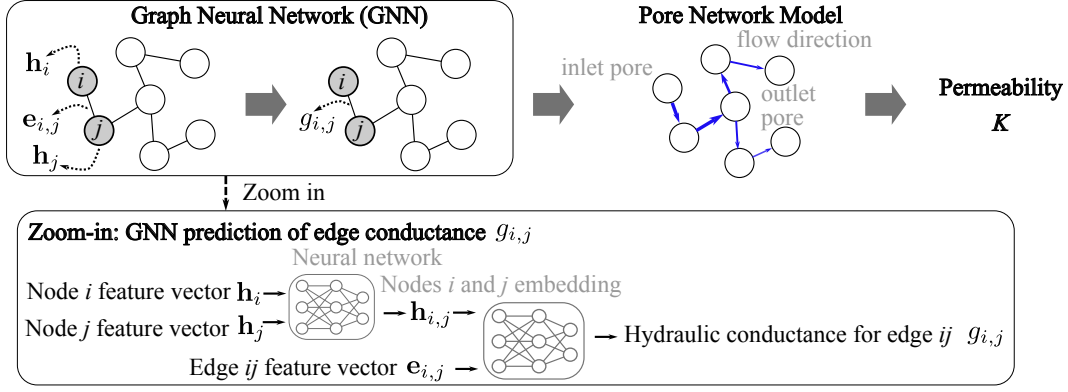 Graph Neural Network (GNN)
Pore Network Model
h_i
i
e_{i,j}
j
h_j
i
g_{i,j}
j
flow direction
inlet pore
outlet
pore
Permeability
K
Zoom in
Zoom-in: GNN prediction of edge conductance g_{i,j}
Neural network
Nodes i and j embedding
Node i feature vector h_i
Node j feature vector h_j
h_{i,j}
Hydraulic conductance for edge ij g_{i,j}
Edge ij feature vector e_{i,j}